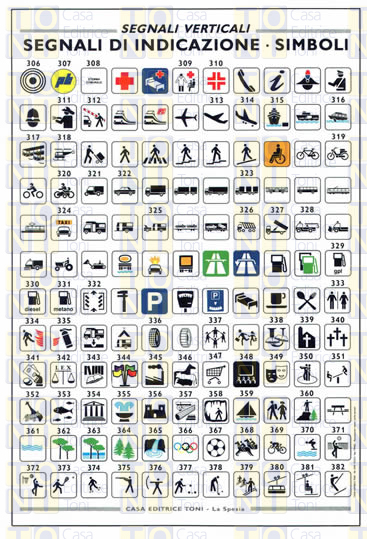 SEGNALI VERTICALI
SEGNALI DI INDICAZIONE · SIMBOLI
306 307 308 309 310
311 312 313 314 315 316
317 318 319
320 321 322 323
TAXI
324 325 326 327 328
329
gpl
330 331 332 333
diesel metano
P P
334 335 336 337 338 339 340
341 342 343 344 345 346 347 348 349 350 351
LEX
352 353 354 355 356 357 358 359 360
361 362 363 364 365 366 367 368 369 370 371
372 373 374 375 376 377 378 379 380 381 382
CASA EDITRICE TONI - La Spezia
Casa Editrice
TONI